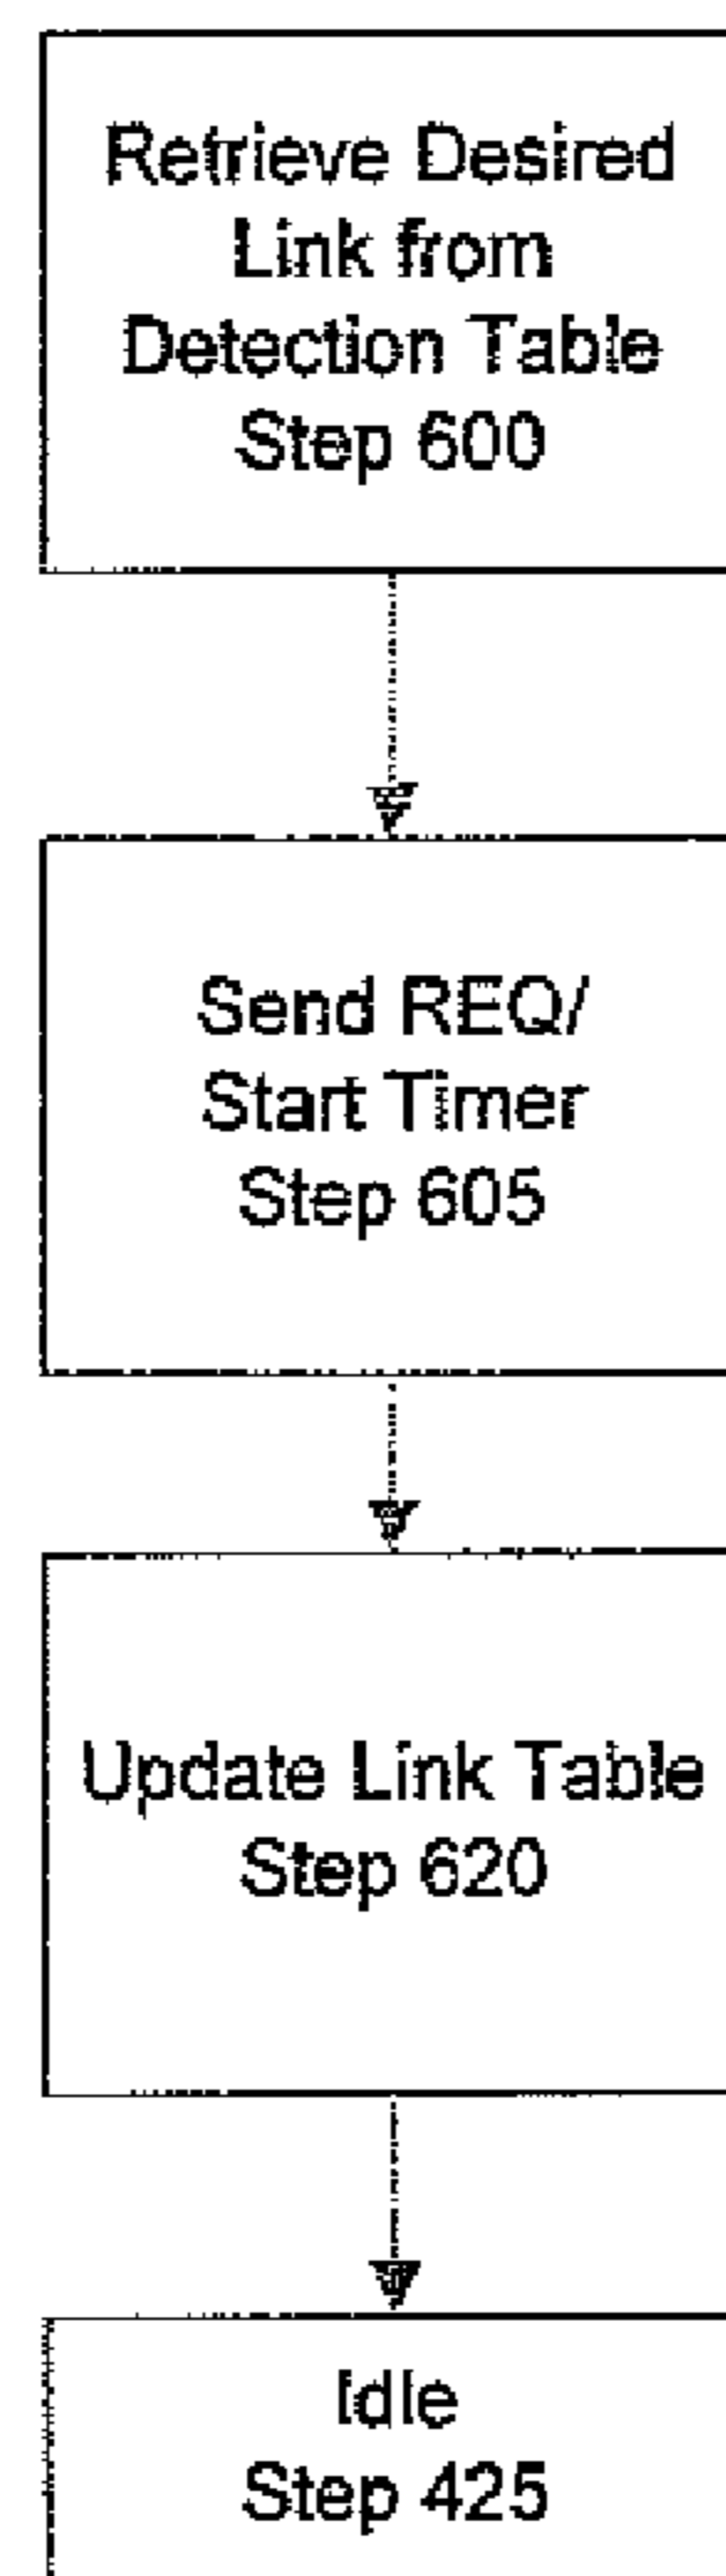 Retrieve Desired
Link from
Detection Table
Step 600
Send REQ/
Start Timer
Step 605
Update Link Table
Step 620
Idle
Step 425